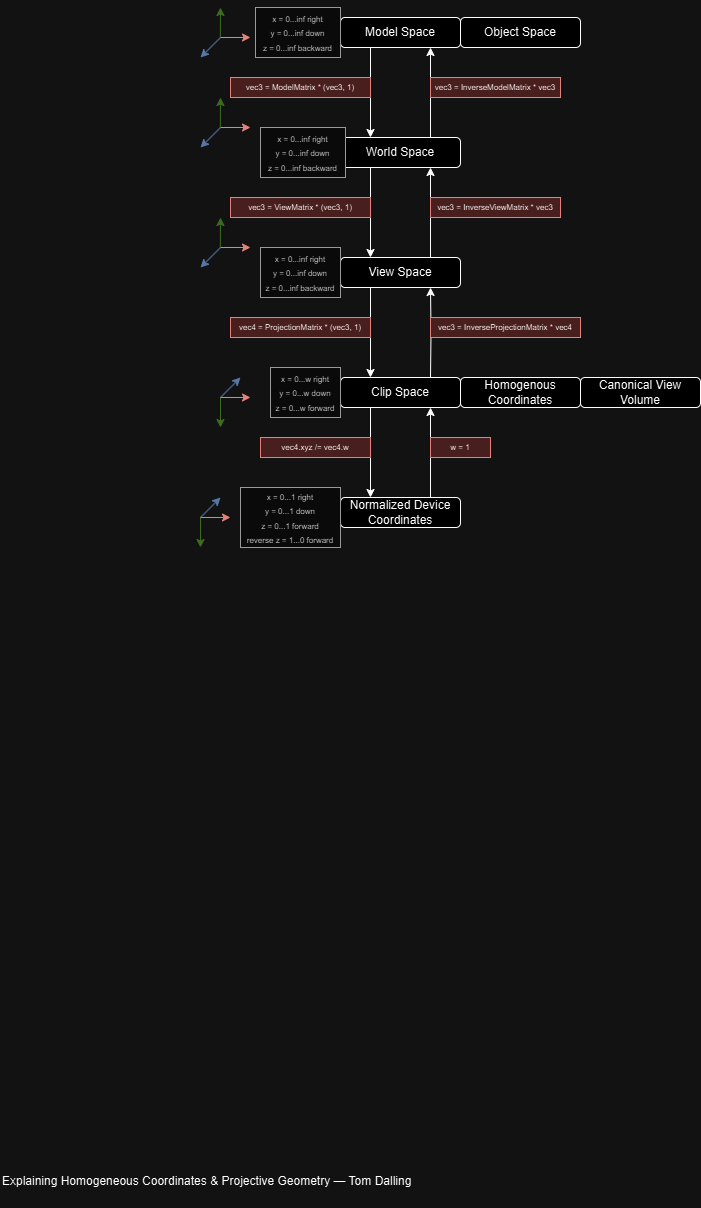 x = 0...inf right
y = 0...inf down
z = 0...inf backward
Model Space
Object Space
vec3 = ModelMatrix * (vec3, 1)
vec3 = InverseModelMatrix * vec3
x = 0...inf right
y = 0...inf down
z = 0...inf backward
World Space
vec3 = ViewMatrix * (vec3, 1)
vec3 = InverseViewMatrix * vec3
x = 0...inf right
y = 0...inf down
z = 0...inf backward
View Space
vec4 = ProjectionMatrix * (vec3, 1)
vec3 = InverseProjectionMatrix * vec4
x = 0...w right
y = 0...w down
z = 0...w forward
Clip Space
Homogenous
Coordinates
Canonical View
Volume
vec4.xyz /= vec4.w
w = 1
x = 0...1 right
y = 0...1 down
z = 0...1 forward
reverse z = 1...0 forward
Normalized Device
Coordinates
Explaining Homogeneous Coordinates & Projective Geometry — Tom Dalling